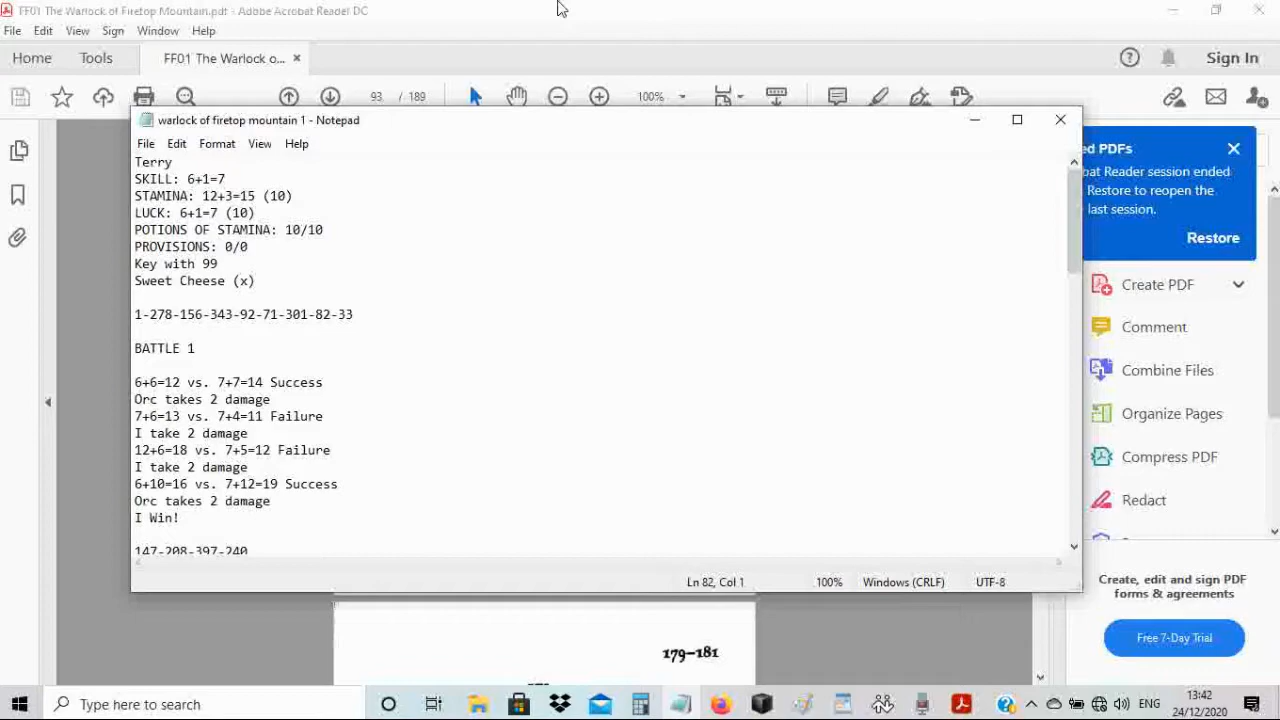 FF01 The Warlock of Firetop Mountain.pdf - Adobe Acrobat Reader DC
File Edit View Sign Window Help
Home Tools FF01 The Warlock o...
Sign In
93 / 189
100%
warlock of firetop mountain 1 - Notepad
File Edit Format View Help
Terry
SKILL: 6+1=7
STAMINA: 12+3=15 (10)
LUCK: 6+1=7 (10)
POTIONS OF STAMINA: 10/10
PROVISIONS: 0/0
Key with 99
Sweet Cheese (x)
1-278-156-343-92-71-301-82-33
BATTLE 1
6+6=12 vs. 7+7=14 Success
Orc takes 2 damage
7+6=13 vs. 7+4=11 Failure
I take 2 damage
12+6=18 vs. 7+5=12 Failure
I take 2 damage
6+10=16 vs. 7+12=19 Success
Orc takes 2 damage
I Win!
147-208-397-240
Ln 82, Col 1 100% Windows (CRLF) UTF-8
ed PDFs
bat Reader session ended
Restore to reopen the
last session.
Restore
Create PDF
Comment
Combine Files
Organize Pages
Compress PDF
Redact
Create, edit and sign PDF
forms & agreements
Free 7-Day Trial
179–181
Type here to search
ENG
13:42
24/12/2020